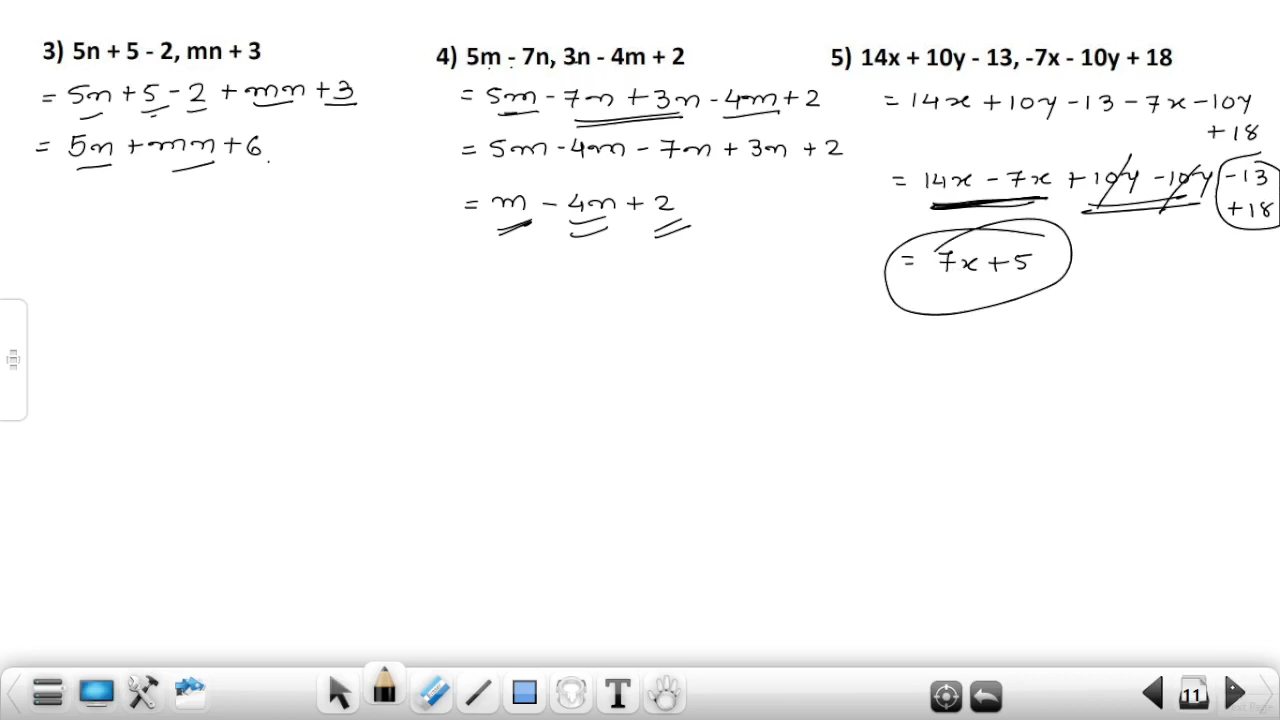 3) 5n + 5 - 2, mn + 3
= 5n + 5 - 2 + mn + 3
= 5n + mn + 6
4) 5m - 7n, 3n - 4m + 2
= 5m - 7n + 3n - 4m + 2
= 5m - 4m - 7n + 3n + 2
= m - 4n + 2
5) 14x + 10y - 13, -7x - 10y + 18
= 14x + 10y - 13 - 7x - 10y
+ 18
= 14x - 7x + 10y - 10y - 13
+ 18
= 7x + 5
T
11
Next Page